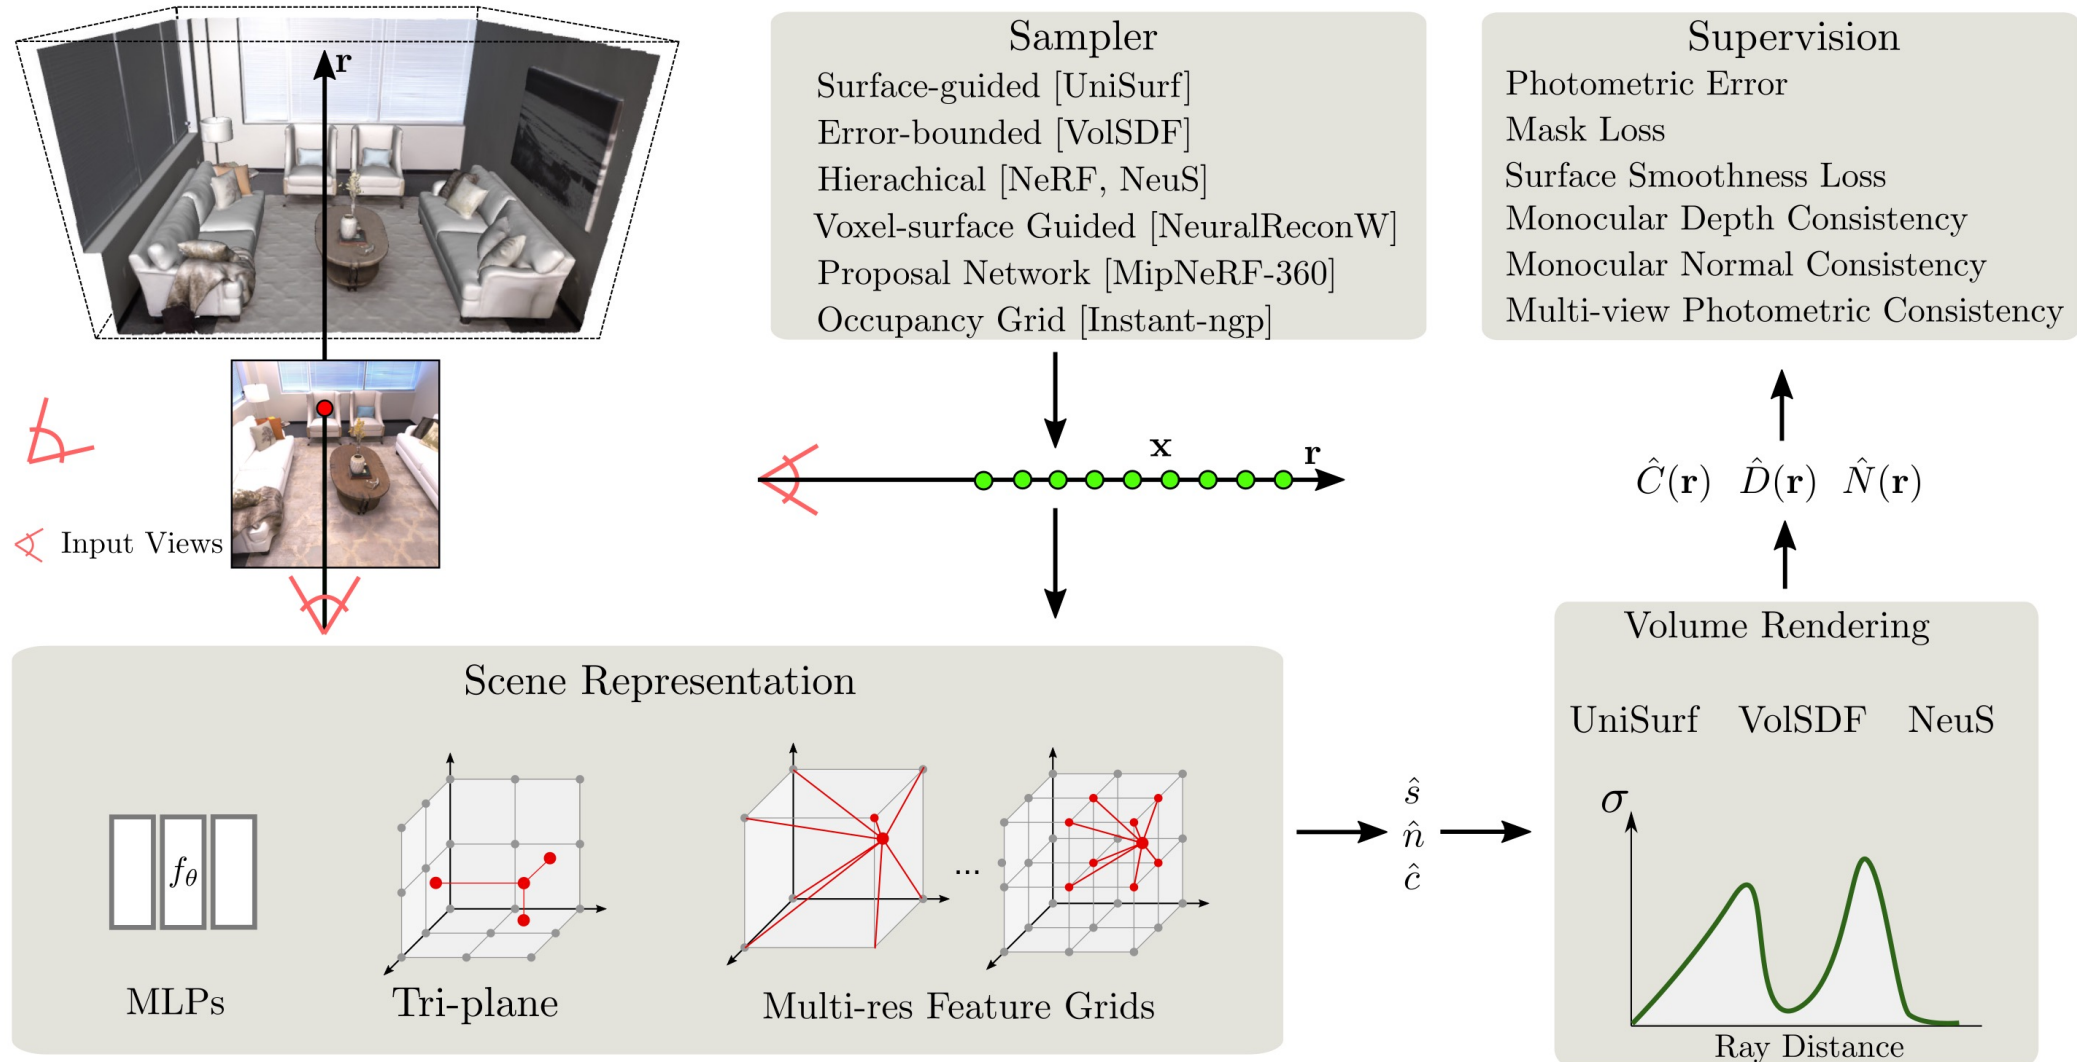 r
Input Views
Sampler
Surface-guided [UniSurf]
Error-bounded [VolSDF]
Hierachical [NeRF, NeuS]
Voxel-surface Guided [NeuralReconW]
Proposal Network [MipNeRF-360]
Occupancy Grid [Instant-ngp]
x
r
Supervision
Photometric Error
Mask Loss
Surface Smoothness Loss
Monocular Depth Consistency
Monocular Normal Consistency
Multi-view Photometric Consistency
Ĉ(r) D̂(r) N̂(r)
Scene Representation
f_θ
...
MLPs
Tri-plane
Multi-res Feature Grids
ŝ
n̂
ĉ
Volume Rendering
UniSurf VolSDF NeuS
σ
Ray Distance